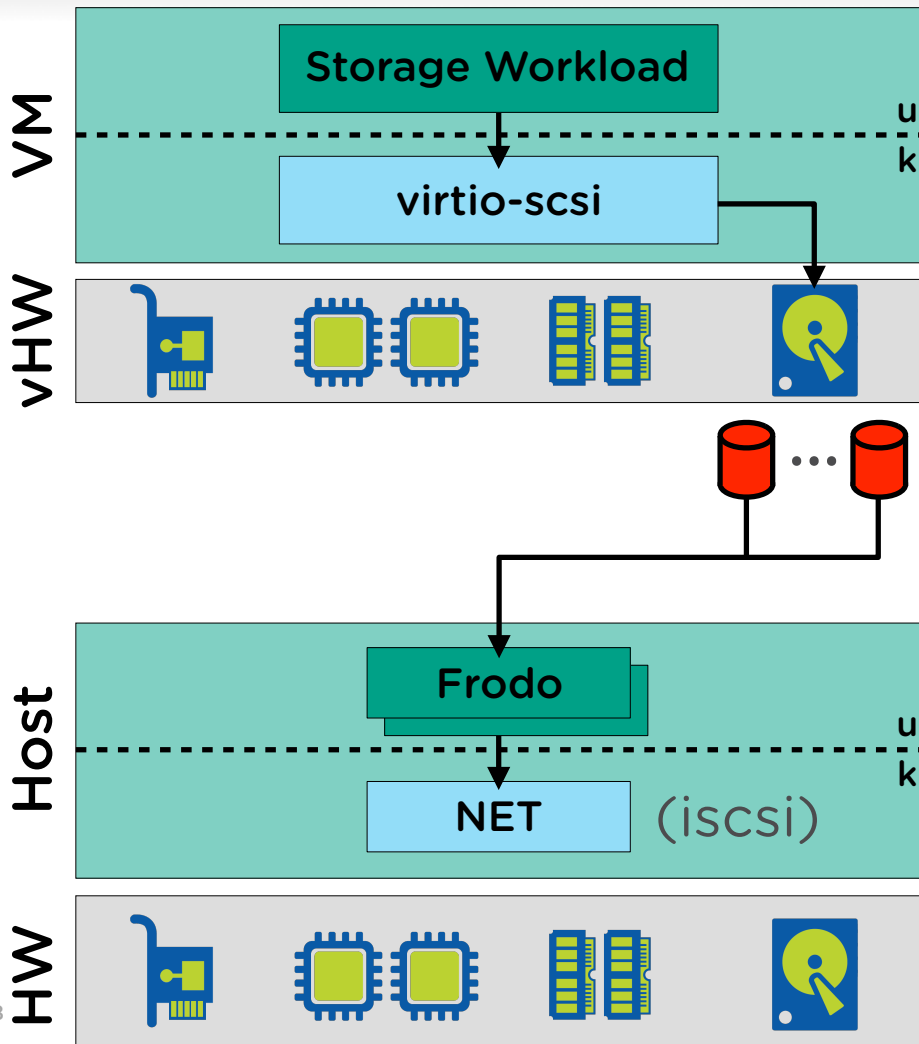 VM
Storage Workload
u
k
virtio-scsi
vHW
Host
Frodo
u
k
NET
(iscsi)
HW